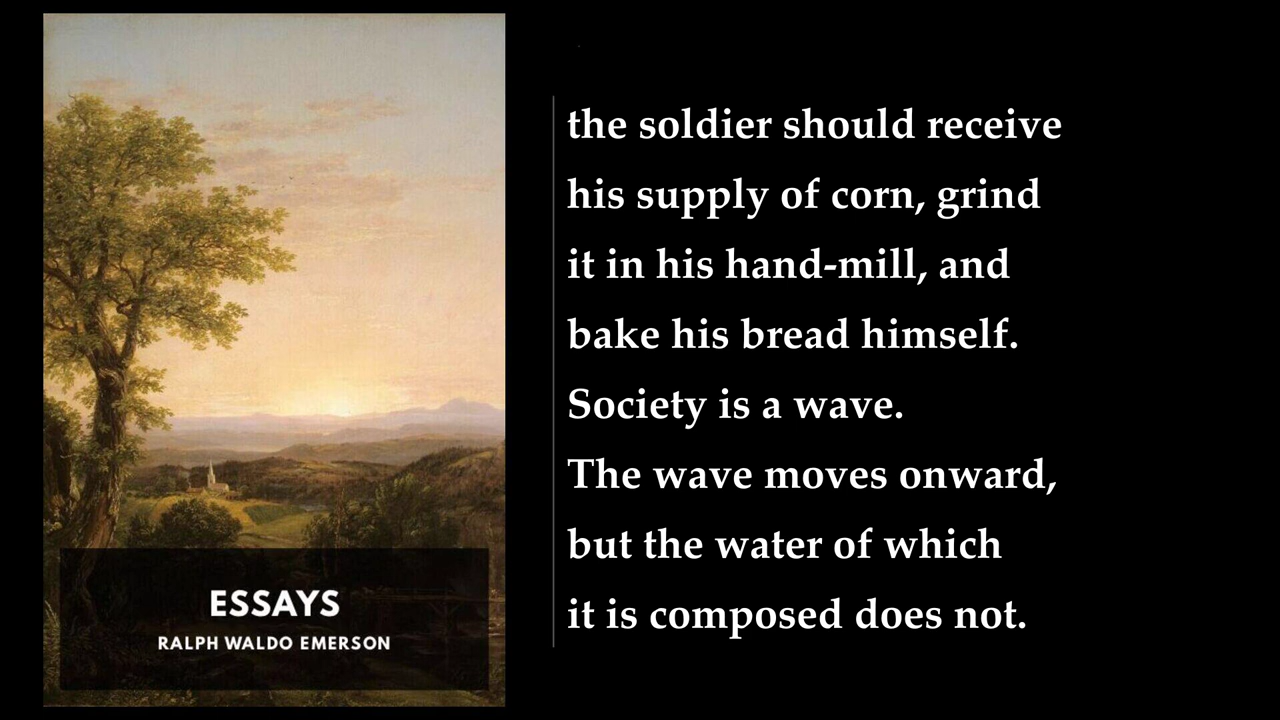 ESSAYS
RALPH WALDO EMERSON
the soldier should receive
his supply of corn, grind
it in his hand-mill, and
bake his bread himself.
Society is a wave.
The wave moves onward,
but the water of which
it is composed does not.